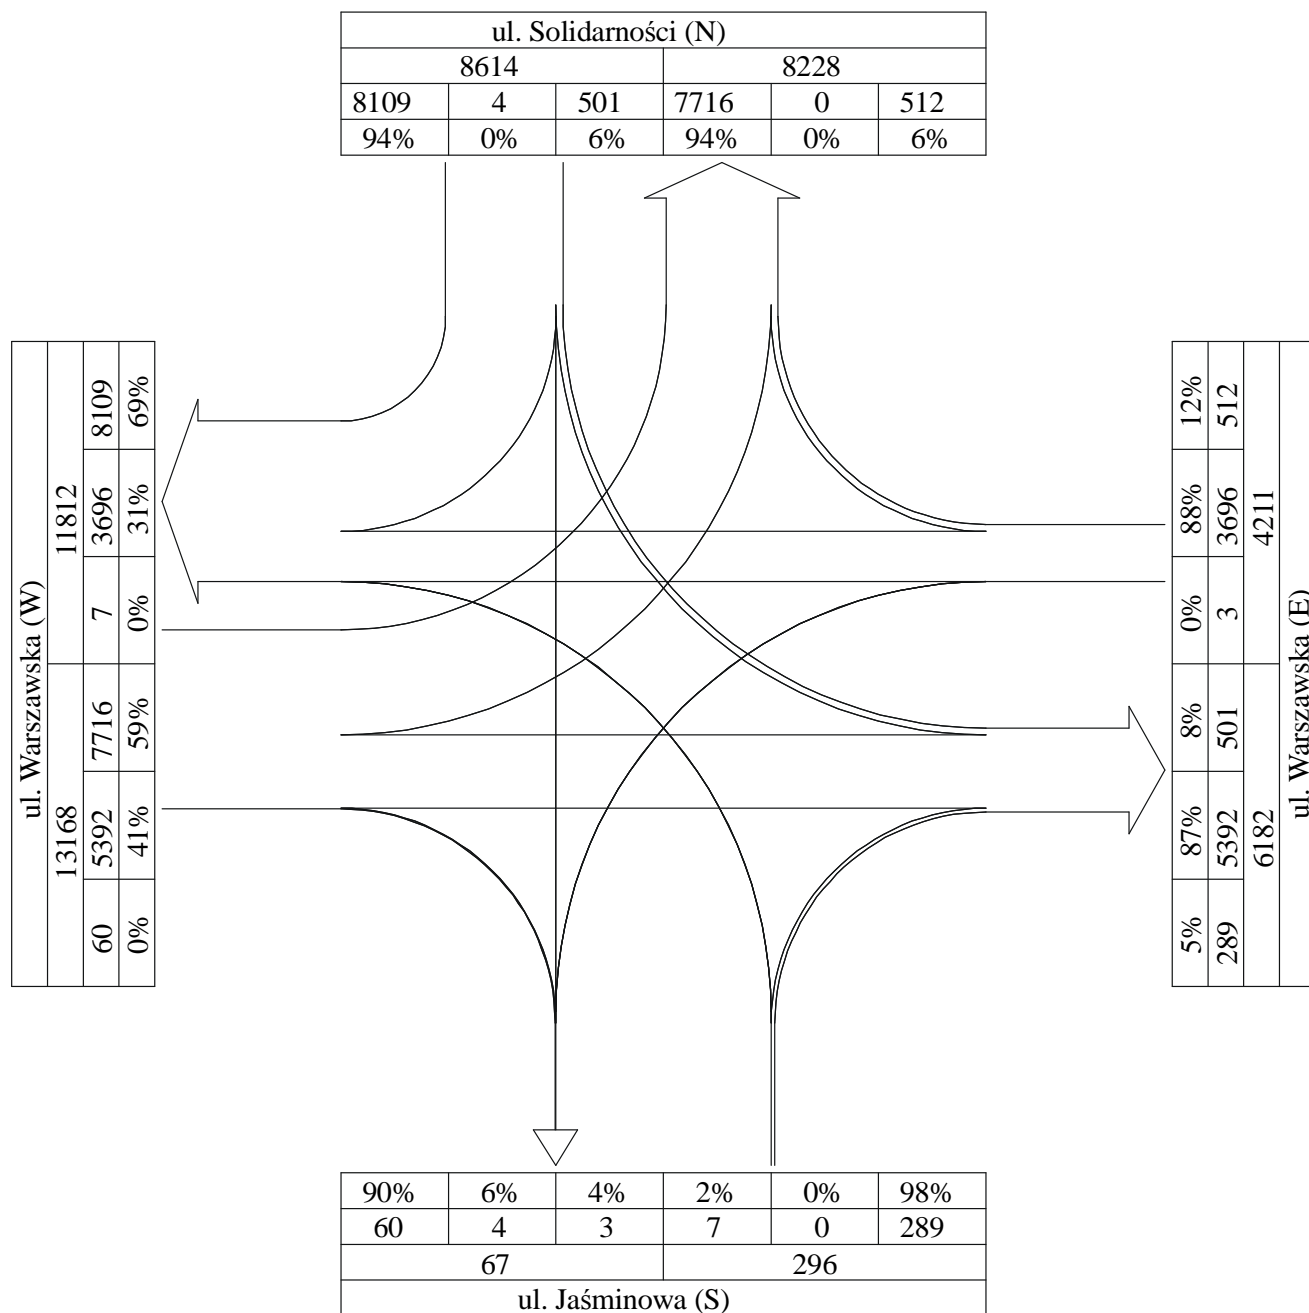 ul. Solidarności (N)
8614 8228
8109 4 501 7716 0 512
94% 0% 6% 94% 0% 6%
ul. Warszawska (W)
11812 13168
8109 3696 7 7716 5392 60
69% 31% 0% 59% 41% 0%
12% 88% 0% 8% 87% 5%
512 3696 3 501 5392 289
4211 6182
ul. Warszawska (E)
90% 6% 4% 2% 0% 98%
60 4 3 7 0 289
67 296
ul. Jaśminowa (S)